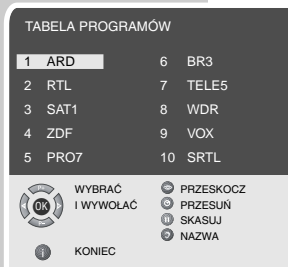 TABELA PROGRAMÓW
1 ARD 6 BR3
2 RTL 7 TELE5
3 SAT1 8 WDR
4 ZDF 9 VOX
5 PRO7 10 SRTL
WYBRAĆ PRZESKOCZ
OK I WYWOŁAĆ PRZESUŃ
SKASUJ
NAZWA
KONIEC